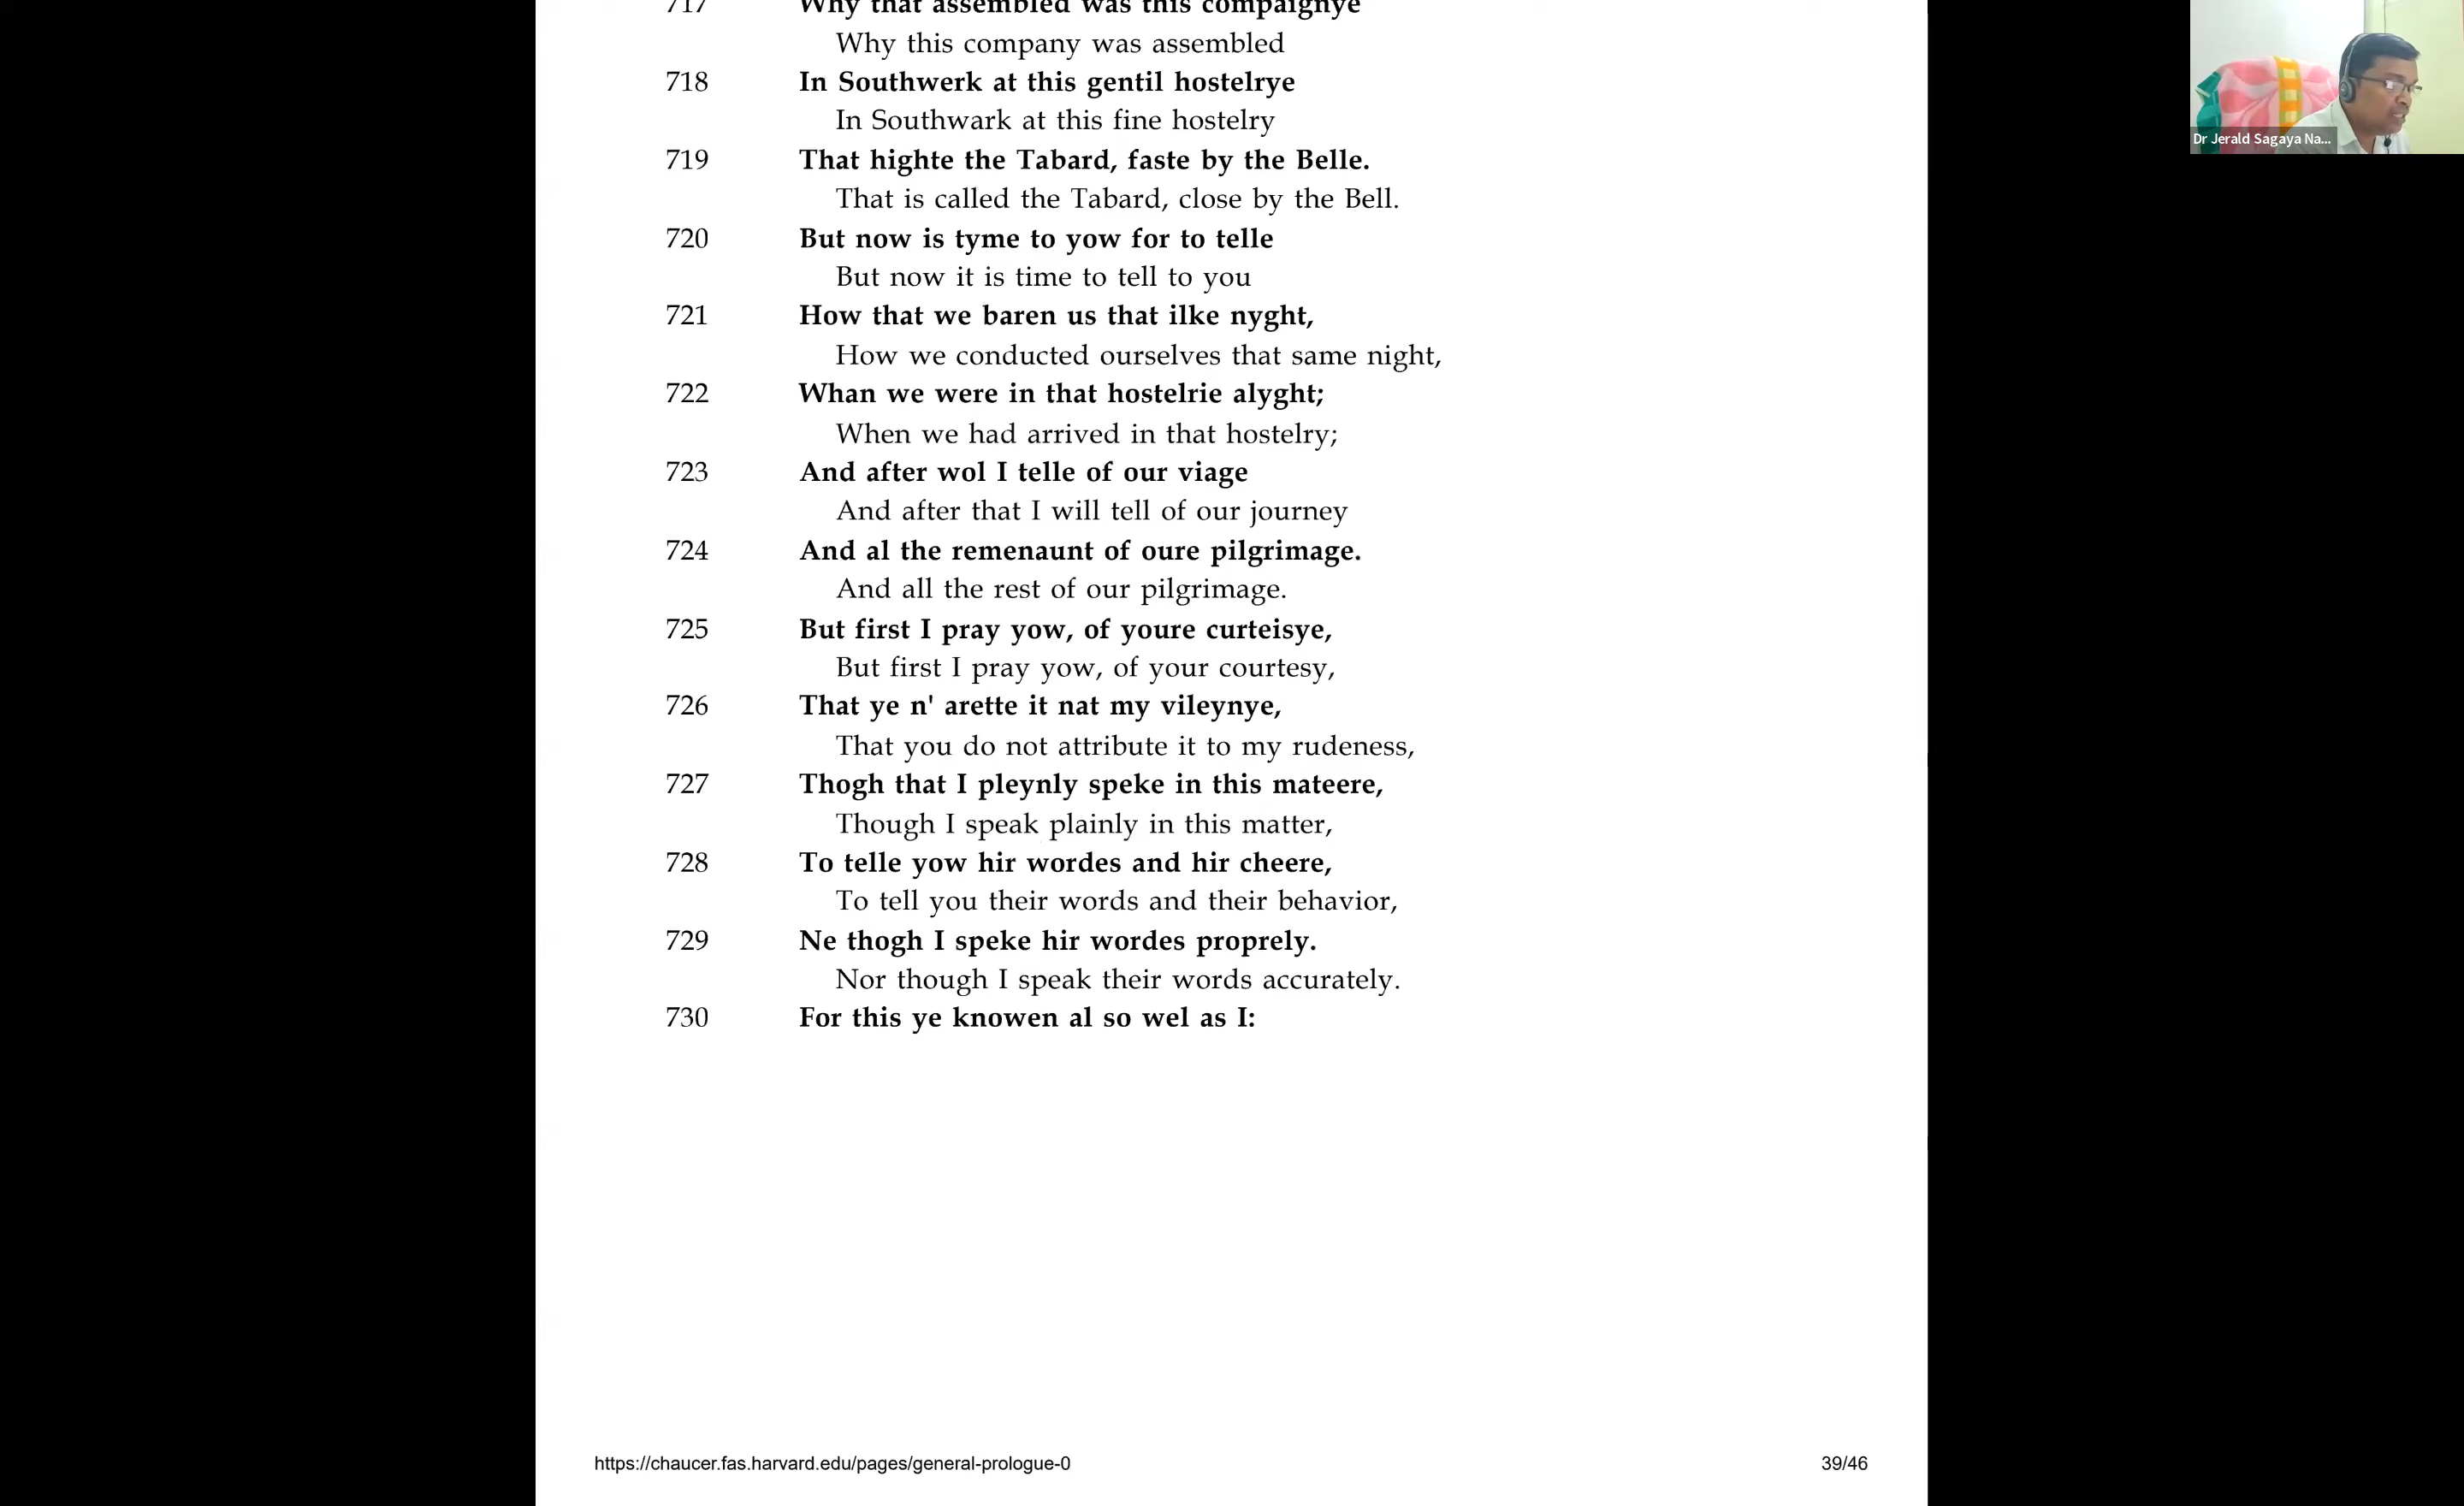 717 Why that assembled was this compaignye
Why this company was assembled
718 In Southwerk at this gentil hostelrye
In Southwark at this fine hostelry
719 That highte the Tabard, faste by the Belle.
That is called the Tabard, close by the Bell.
720 But now is tyme to yow for to telle
But now it is time to tell to you
721 How that we baren us that ilke nyght,
How we conducted ourselves that same night,
722 Whan we were in that hostelrie alyght;
When we had arrived in that hostelry;
723 And after wol I telle of our viage
And after that I will tell of our journey
724 And al the remenaunt of oure pilgrimage.
And all the rest of our pilgrimage.
725 But first I pray yow, of youre curteisye,
But first I pray yow, of your courtesy,
726 That ye n' arette it nat my vileynye,
That you do not attribute it to my rudeness,
727 Thogh that I pleynly speke in this mateere,
Though I speak plainly in this matter,
728 To telle yow hir wordes and hir cheere,
To tell you their words and their behavior,
729 Ne thogh I speke hir wordes proprely.
Nor though I speak their words accurately.
730 For this ye knowen al so wel as I:
https://chaucer.fas.harvard.edu/pages/general-prologue-0 39/46
Dr Jerald Sagaya Na...